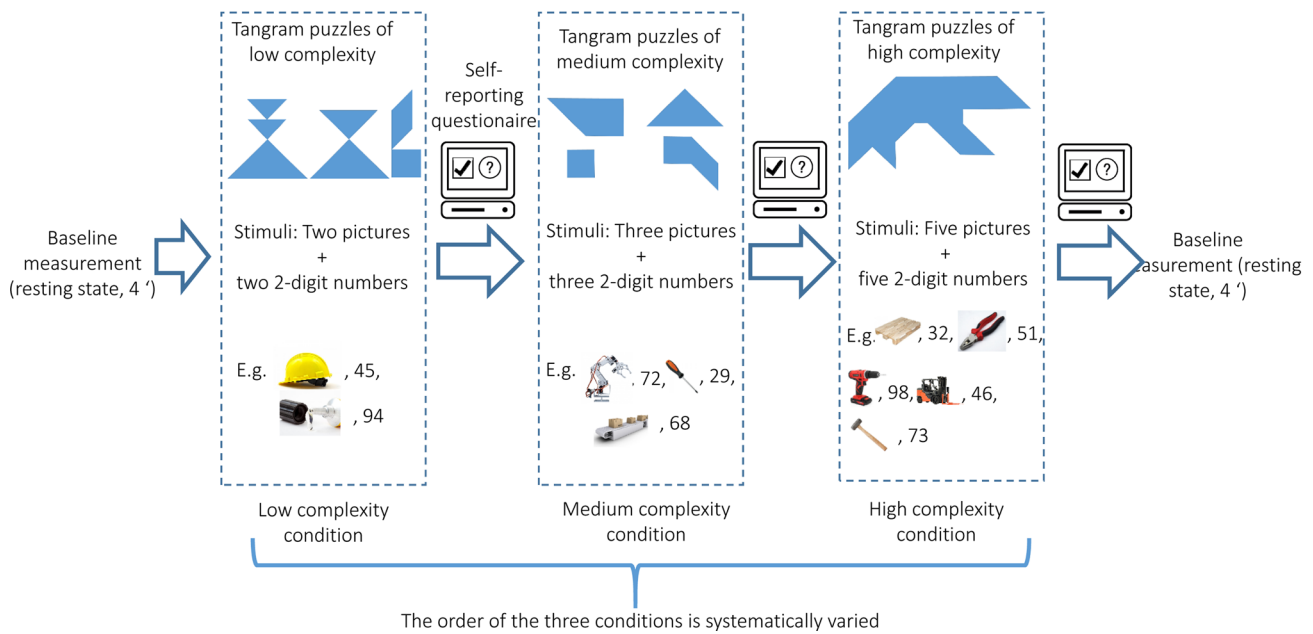 Baseline
measurement
(resting state, 4 ‘)
Tangram puzzles of
low complexity
Stimuli: Two pictures
+
two 2-digit numbers
E.g.
, 45,
, 94
Low complexity
condition
Self-
reporting
questionaire
?
Tangram puzzles of
medium complexity
Stimuli: Three pictures
+
three 2-digit numbers
E.g.
, 72,
, 29,
, 68
Medium complexity
condition
?
Tangram puzzles of
high complexity
Stimuli: Five pictures
+
five 2-digit numbers
E.g.
, 32,
, 51,
, 98,
, 46,
, 73
High complexity
condition
?
Baseline
easurement (resting
state, 4 ‘)
The order of the three conditions is systematically varied